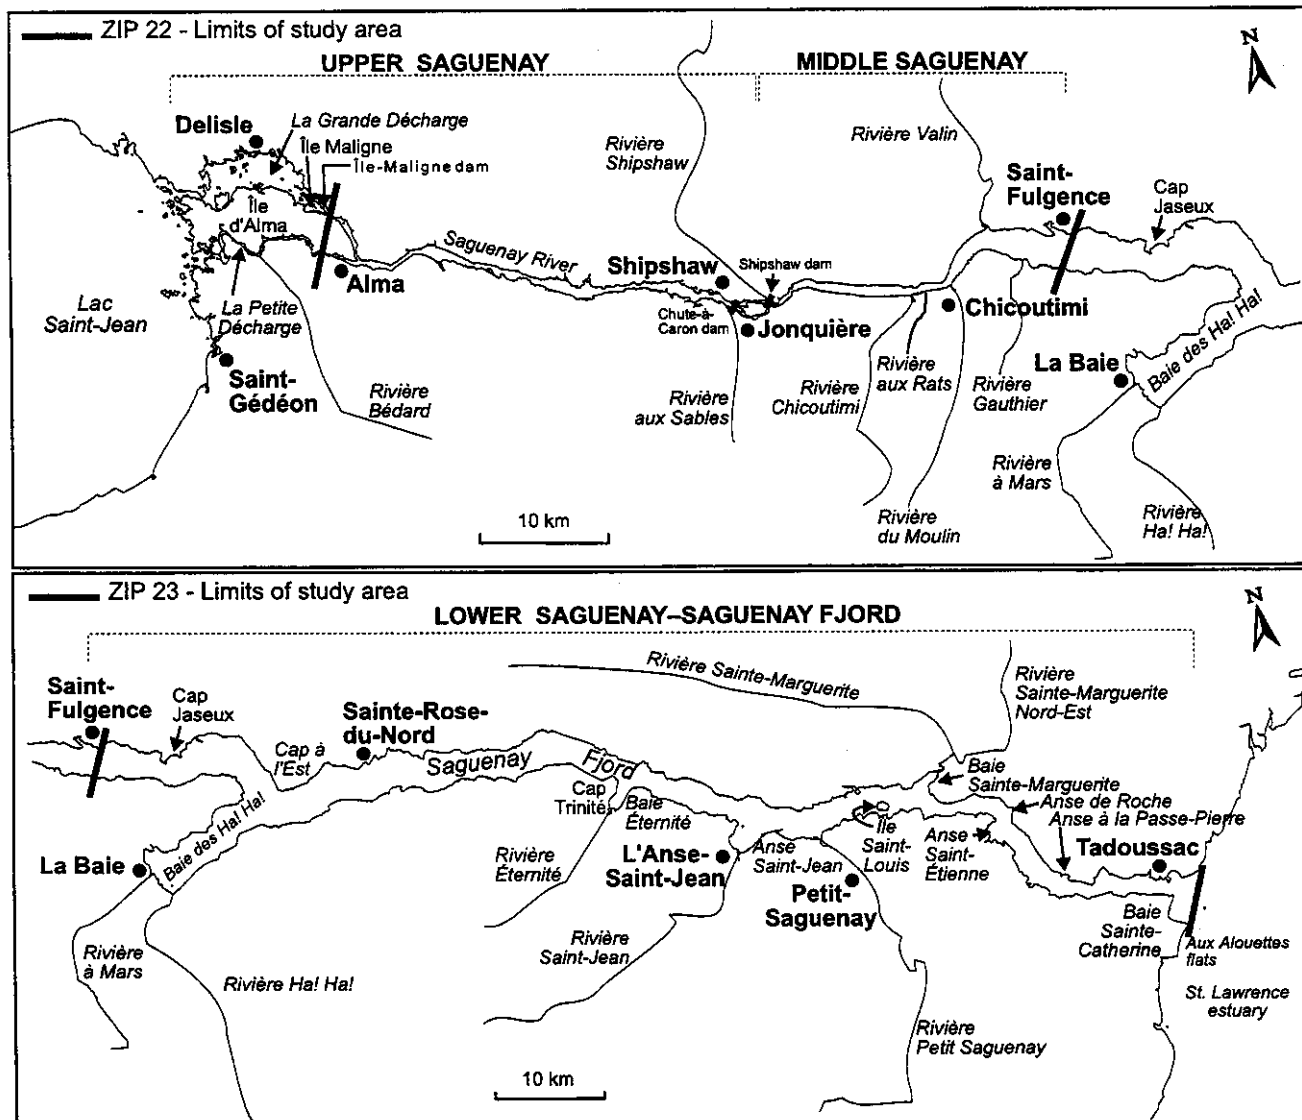 ZIP 22 - Limits of study area
N
UPPER SAGUENAY
MIDDLE SAGUENAY
Delisle
La Grande Décharge
Île Maligne
Île-Maligne dam
Rivière
Shipshaw
Rivière Valin
Saint-
Fulgence
Cap
Jaseux
Île
d'Alma
Saguenay River
Shipshaw
Shipshaw dam
Alma
Lac
Saint-Jean
La Petite
Décharge
Chute-à-
Caron dam
Jonquière
Chicoutimi
La Baie
Baie des Ha! Ha!
Saint-
Gédéon
Rivière
Bédard
Rivière
aux Sables
Rivière
Chicoutimi
Rivière
aux Rats
Rivière
Gauthier
Rivière
à Mars
Rivière
du Moulin
Rivière
Ha! Ha!
10 km
ZIP 23 - Limits of study area
N
LOWER SAGUENAY–SAGUENAY FJORD
Saint-
Fulgence
Cap
Jaseux
Cap à
l'Est
Sainte-Rose-
du-Nord
Rivière Sainte-Marguerite
Rivière
Sainte-Marguerite
Nord-Est
Saguenay
Fjord
Cap
Trinité
Baie
Éternité
Baie
Sainte-Marguerite
Anse de Roche
Anse à la Passe-Pierre
Tadoussac
La Baie
Baie des Ha! Ha!
Rivière
Éternité
L'Anse-
Saint-Jean
Anse
Saint-Jean
Île
Saint-
Louis
Anse
Saint-
Étienne
Petit-
Saguenay
Baie
Sainte-
Catherine
Aux Alouettes
flats
St. Lawrence
estuary
Rivière
à Mars
Rivière Ha! Ha!
Rivière
Saint-Jean
Rivière
Petit Saguenay
10 km